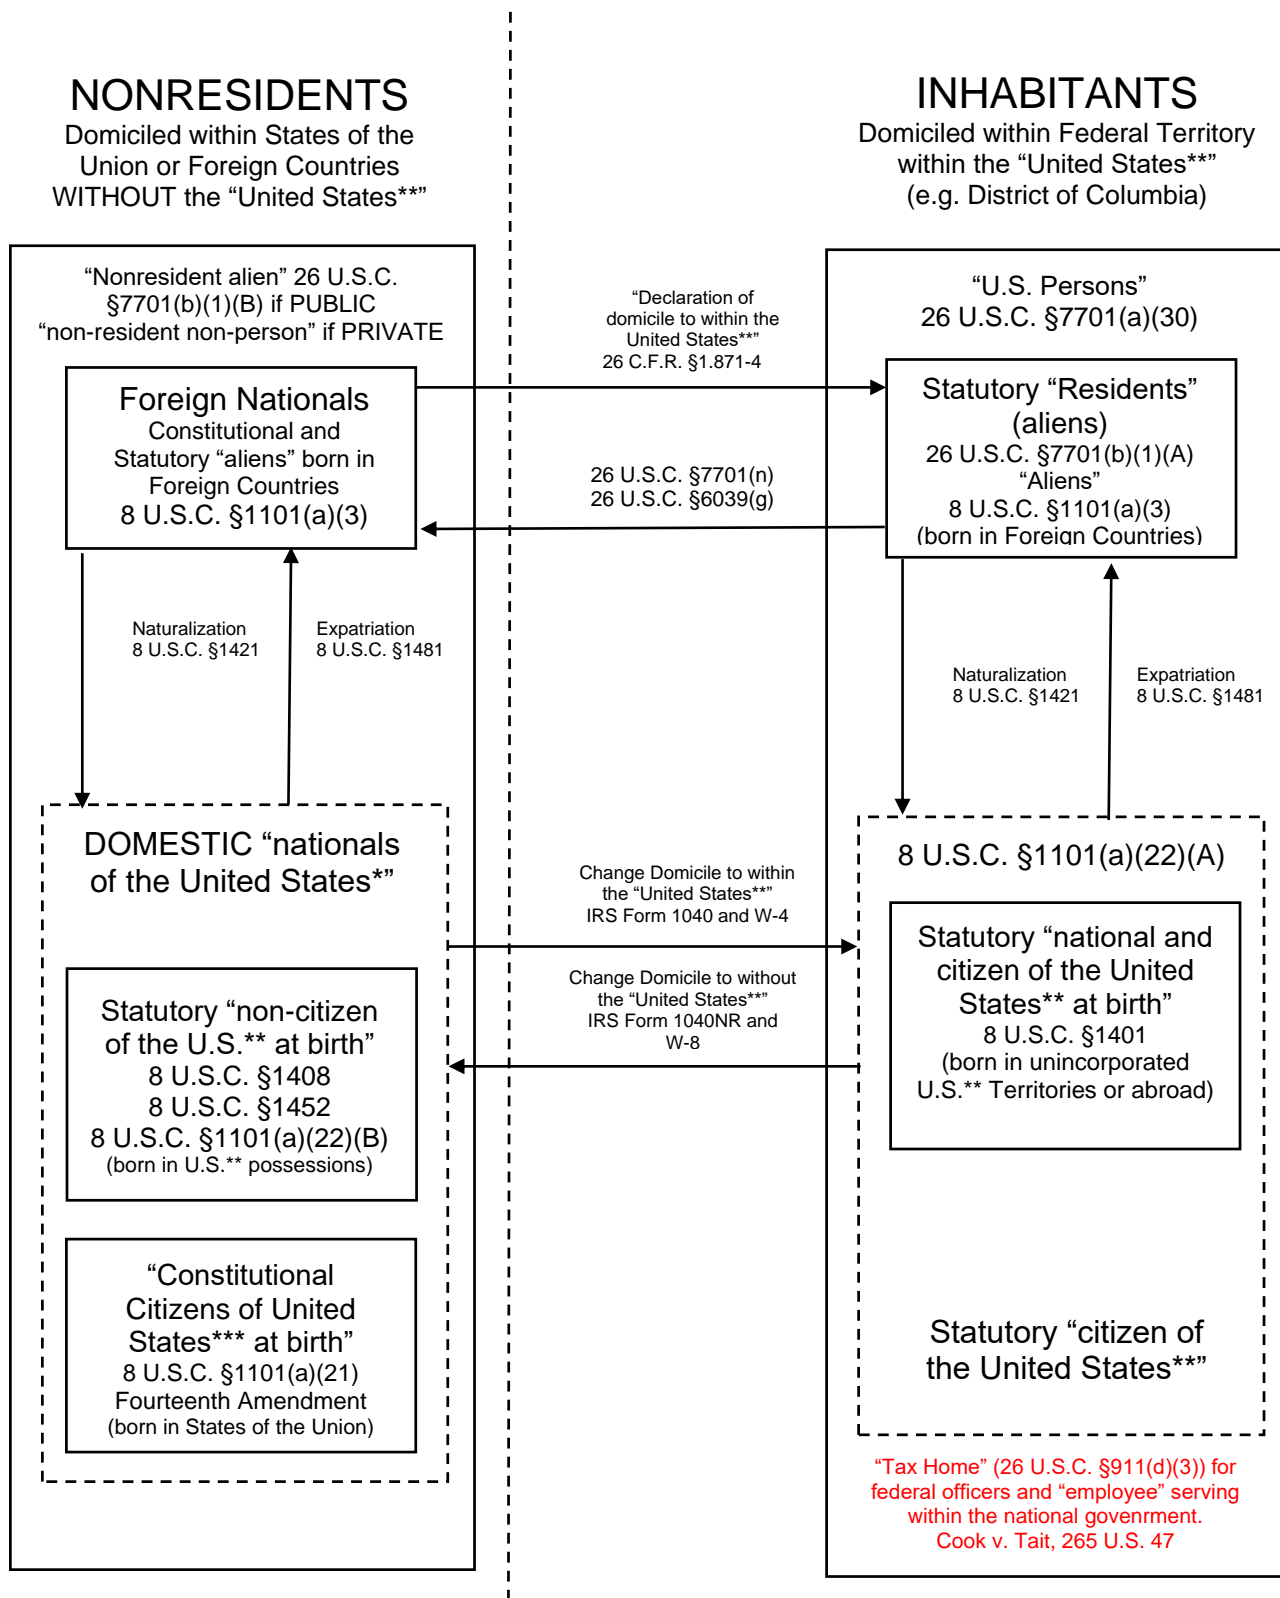 NONRESIDENTS
Domiciled within States of the
Union or Foreign Countries
WITHOUT the “United States**”
“Nonresident alien” 26 U.S.C.
§7701(b)(1)(B) if PUBLIC
“non-resident non-person” if PRIVATE
Foreign Nationals
Constitutional and
Statutory “aliens” born in
Foreign Countries
8 U.S.C. §1101(a)(3)
Naturalization
8 U.S.C. §1421
Expatriation
8 U.S.C. §1481
DOMESTIC “nationals
of the United States*”
Statutory “non-citizen
of the U.S.** at birth”
8 U.S.C. §1408
8 U.S.C. §1452
8 U.S.C. §1101(a)(22)(B)
(born in U.S.** possessions)
“Constitutional
Citizens of United
States*** at birth”
8 U.S.C. §1101(a)(21)
Fourteenth Amendment
(born in States of the Union)
“Declaration of
domicile to within the
United States**”
26 C.F.R. §1.871-4
26 U.S.C. §7701(n)
26 U.S.C. §6039(g)
Change Domicile to within
the “United States**”
IRS Form 1040 and W-4
Change Domicile to without
the “United States**”
IRS Form 1040NR and
W-8
INHABITANTS
Domiciled within Federal Territory
within the “United States**”
(e.g. District of Columbia)
“U.S. Persons”
26 U.S.C. §7701(a)(30)
Statutory “Residents”
(aliens)
26 U.S.C. §7701(b)(1)(A)
“Aliens”
8 U.S.C. §1101(a)(3)
(born in Foreign Countries)
Naturalization
8 U.S.C. §1421
Expatriation
8 U.S.C. §1481
8 U.S.C. §1101(a)(22)(A)
Statutory “national and
citizen of the United
States** at birth”
8 U.S.C. §1401
(born in unincorporated
U.S.** Territories or abroad)
Statutory “citizen of
the United States**”
“Tax Home” (26 U.S.C. §911(d)(3)) for
federal officers and “employee” serving
within the national govenrment.
Cook v. Tait, 265 U.S. 47